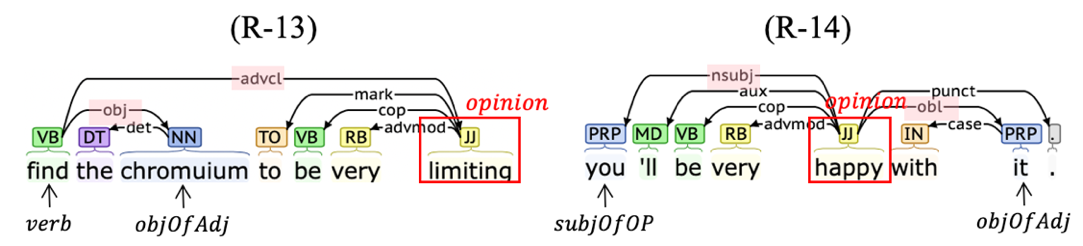 (R-13) (R-14)
advcl
nsubj
mark
aux
punct
opinion
opinion
obj
cop
cop
obl
det
advmod
advmod
case
VB DT NN TO VB RB JJ
PRP MD VB RB JJ IN PRP .
find the chromuium to be very limiting
you 'll be very happy with it .
verb objOfAdj
subjOfOP objOfAdj